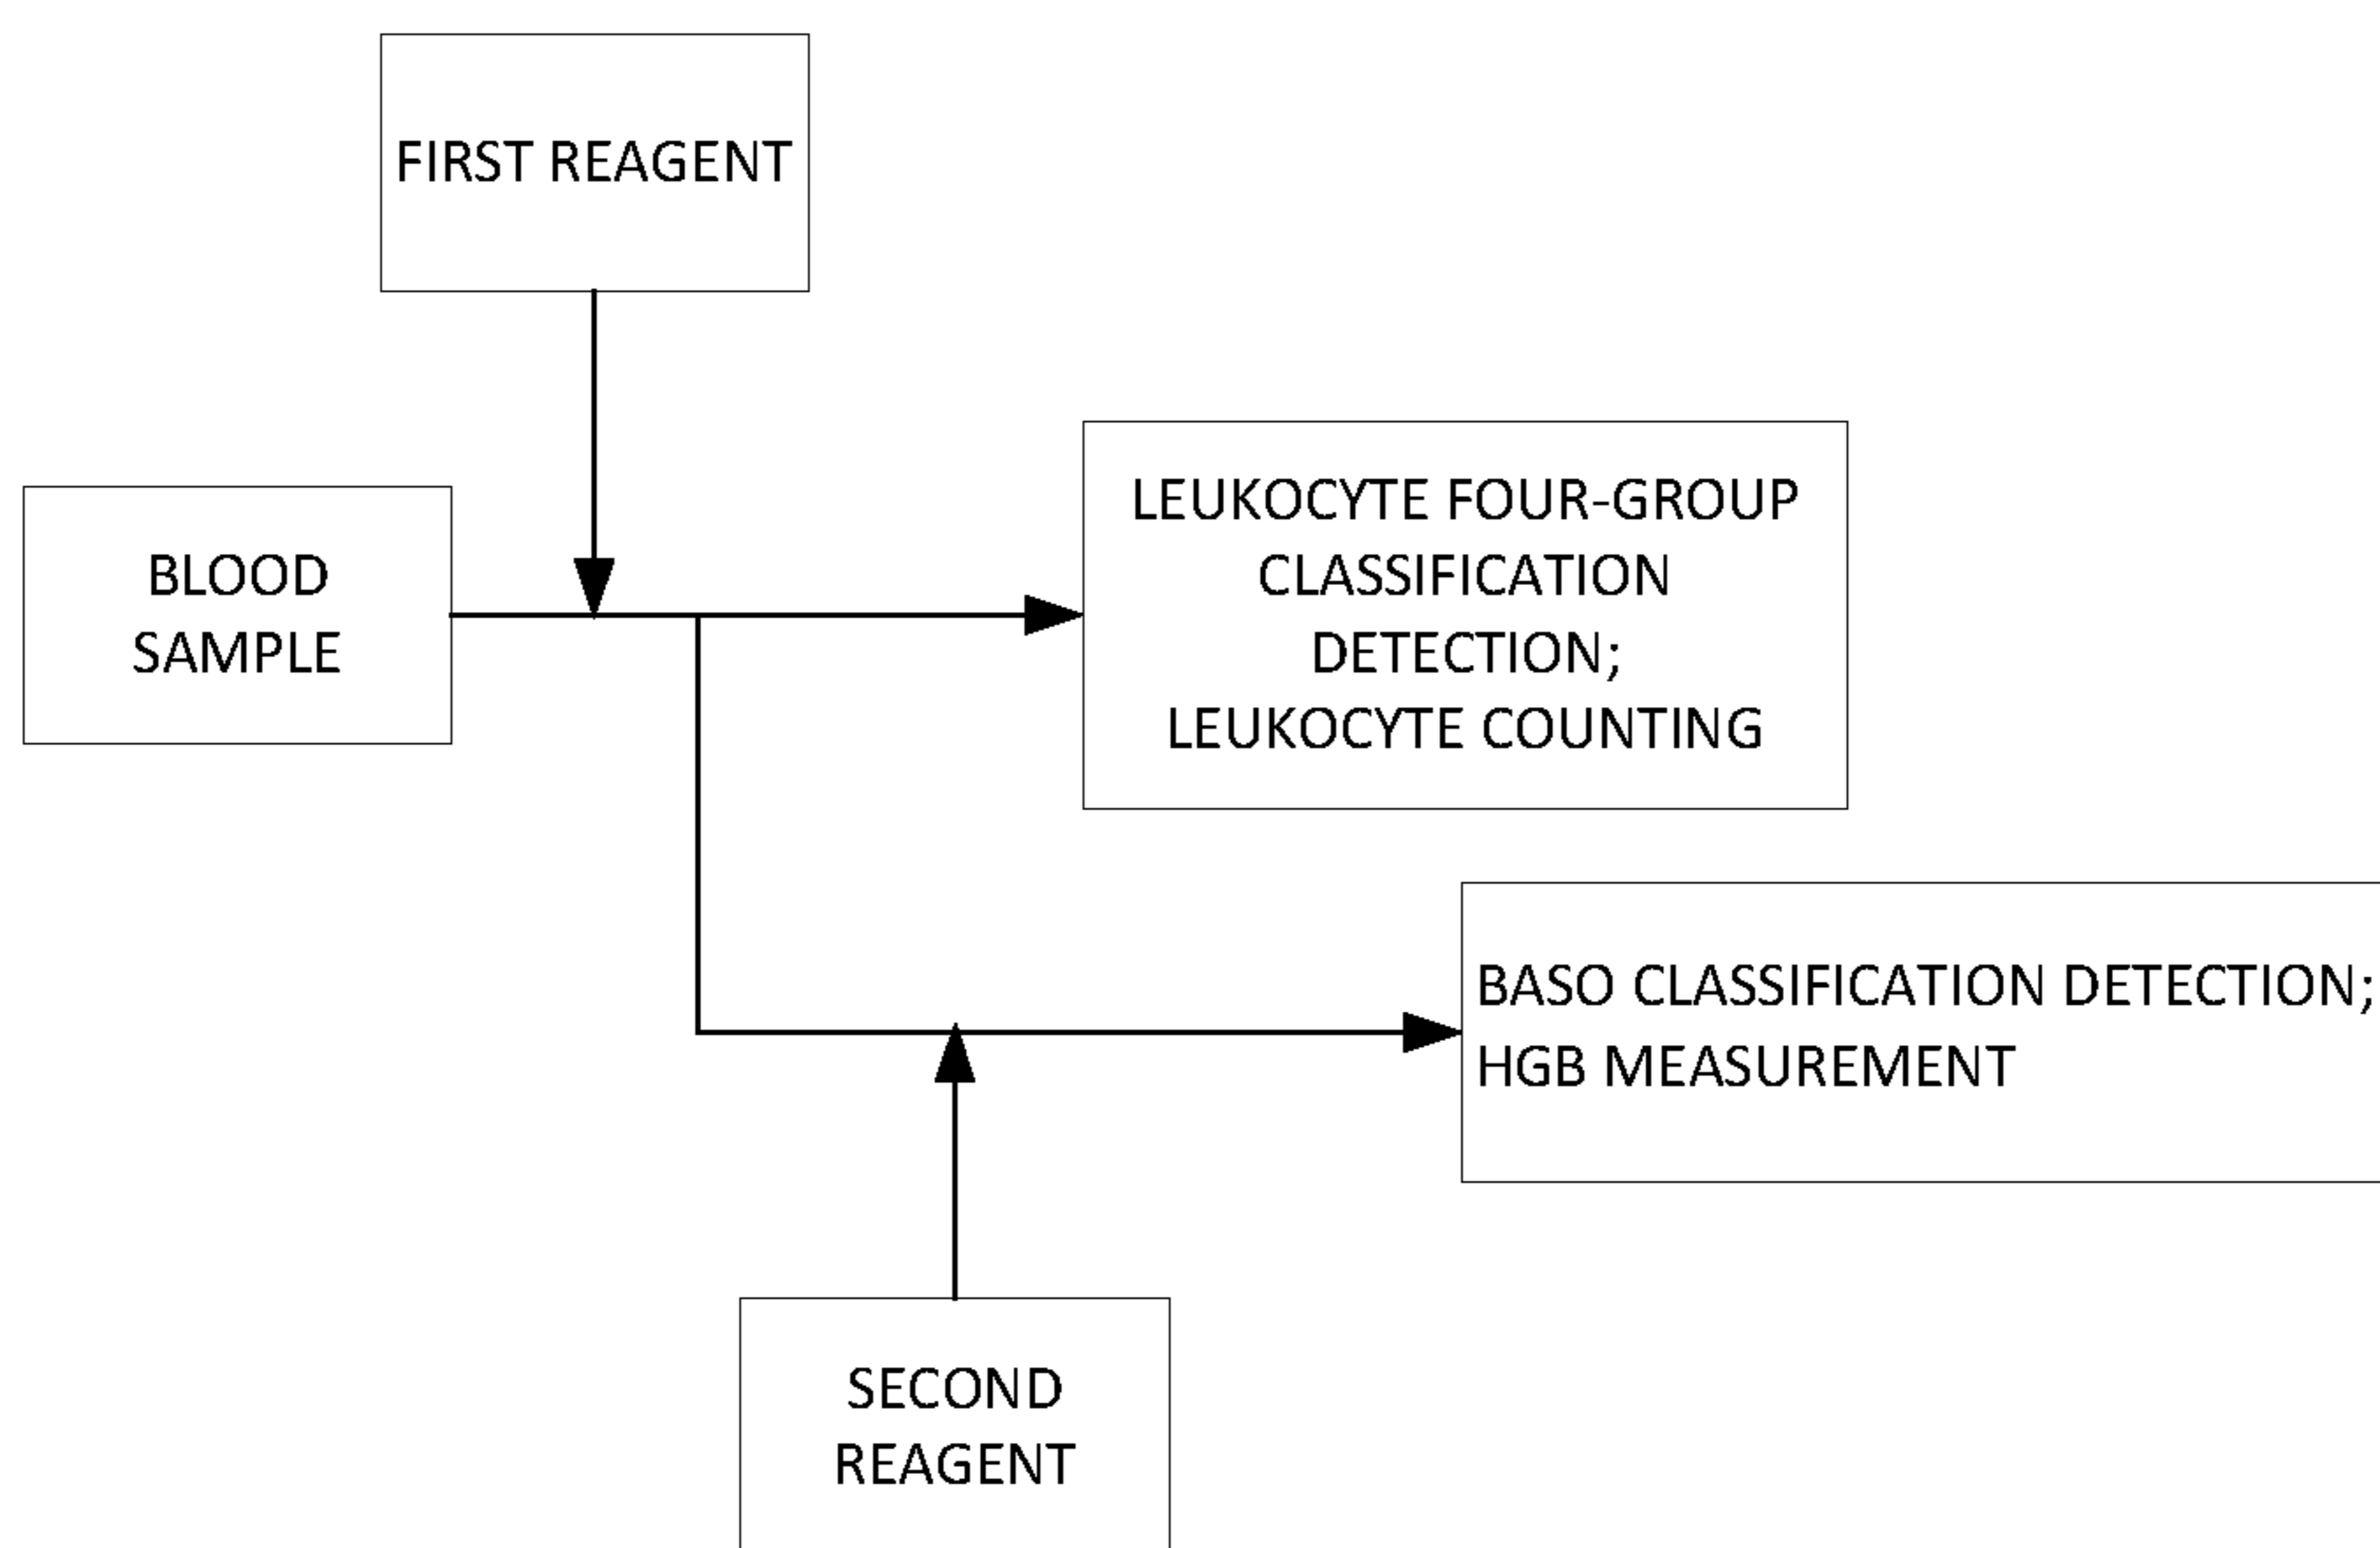 FIRST REAGENT
BLOOD
SAMPLE
LEUKOCYTE FOUR-GROUP
CLASSIFICATION
DETECTION;
LEUKOCYTE COUNTING
BASO CLASSIFICATION DETECTION;
HGB MEASUREMENT
SECOND
REAGENT